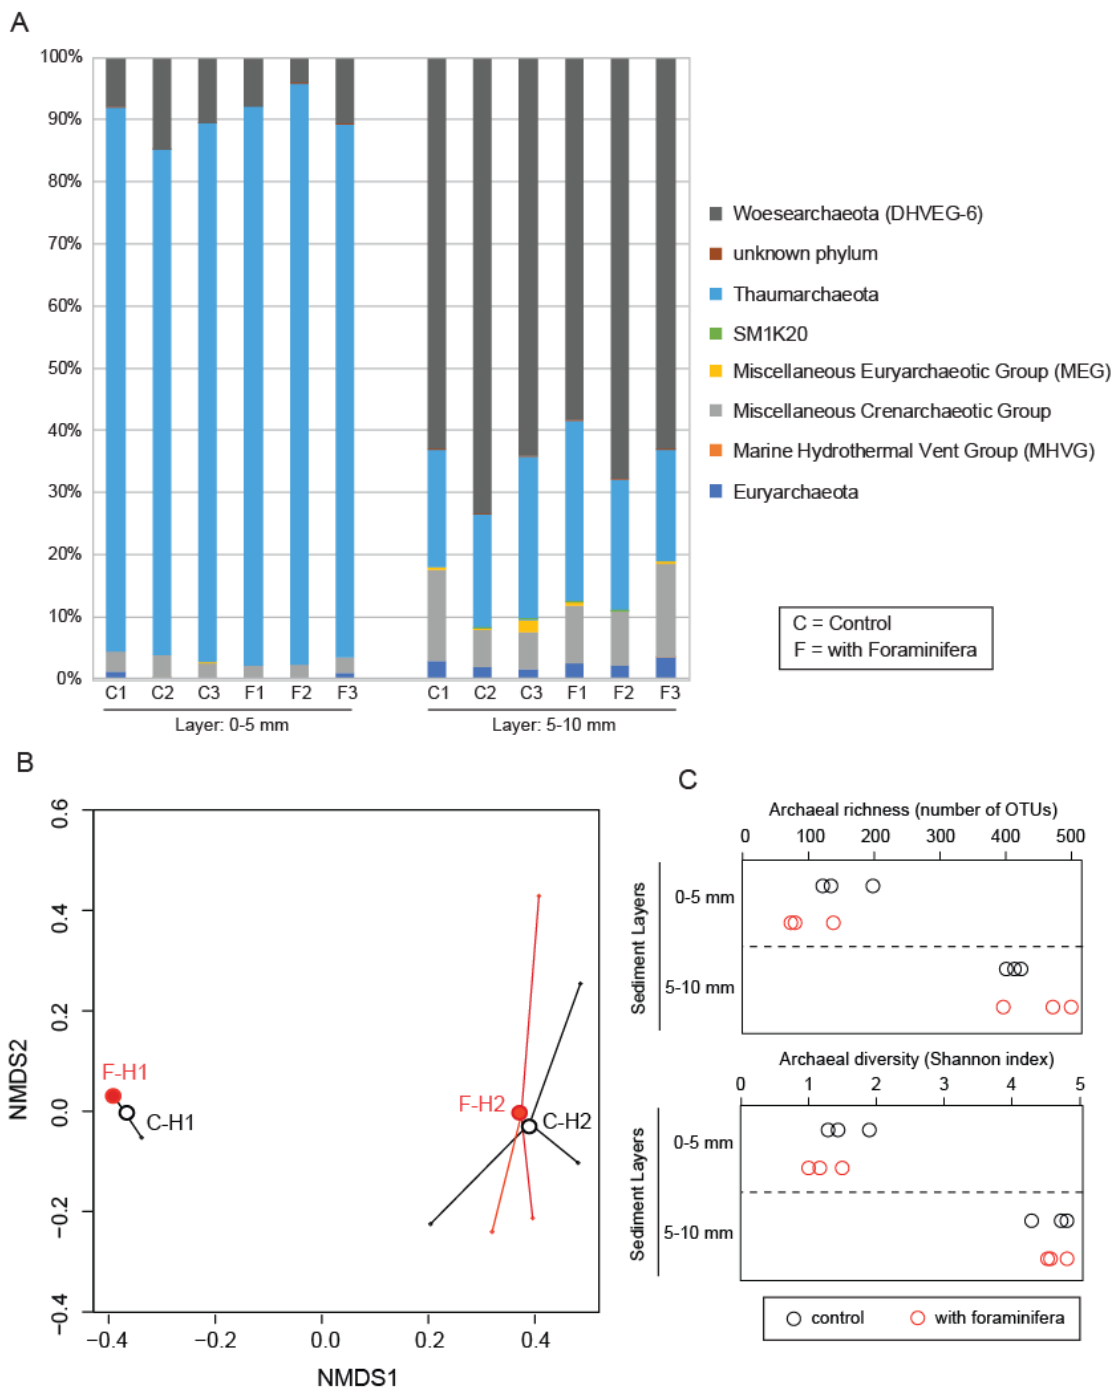 A
100%
90%
80%
70%
60%
50%
40%
30%
20%
10%
0%
C1 C2 C3 F1 F2 F3 C1 C2 C3 F1 F2 F3
Layer: 0-5 mm Layer: 5-10 mm
Woesearchaeota (DHVEG-6)
unknown phylum
Thaumarchaeota
SM1K20
Miscellaneous Euryarchaeotic Group (MEG)
Miscellaneous Crenarchaeotic Group
Marine Hydrothermal Vent Group (MHVG)
Euryarchaeota
C = Control
F = with Foraminifera
B
NMDS2
0.6
0.4
0.2
0.0
−0.2
−0.4
F-H1
C-H1
F-H2
C-H2
−0.4 −0.2 0.0 0.2 0.4
NMDS1
C
Archaeal richness (number of OTUs)
0 100 200 300 400 500
Sediment Layers
0-5 mm
5-10 mm
Archaeal diversity (Shannon index)
0 1 2 3 4 5
Sediment Layers
0-5 mm
5-10 mm
control with foraminifera